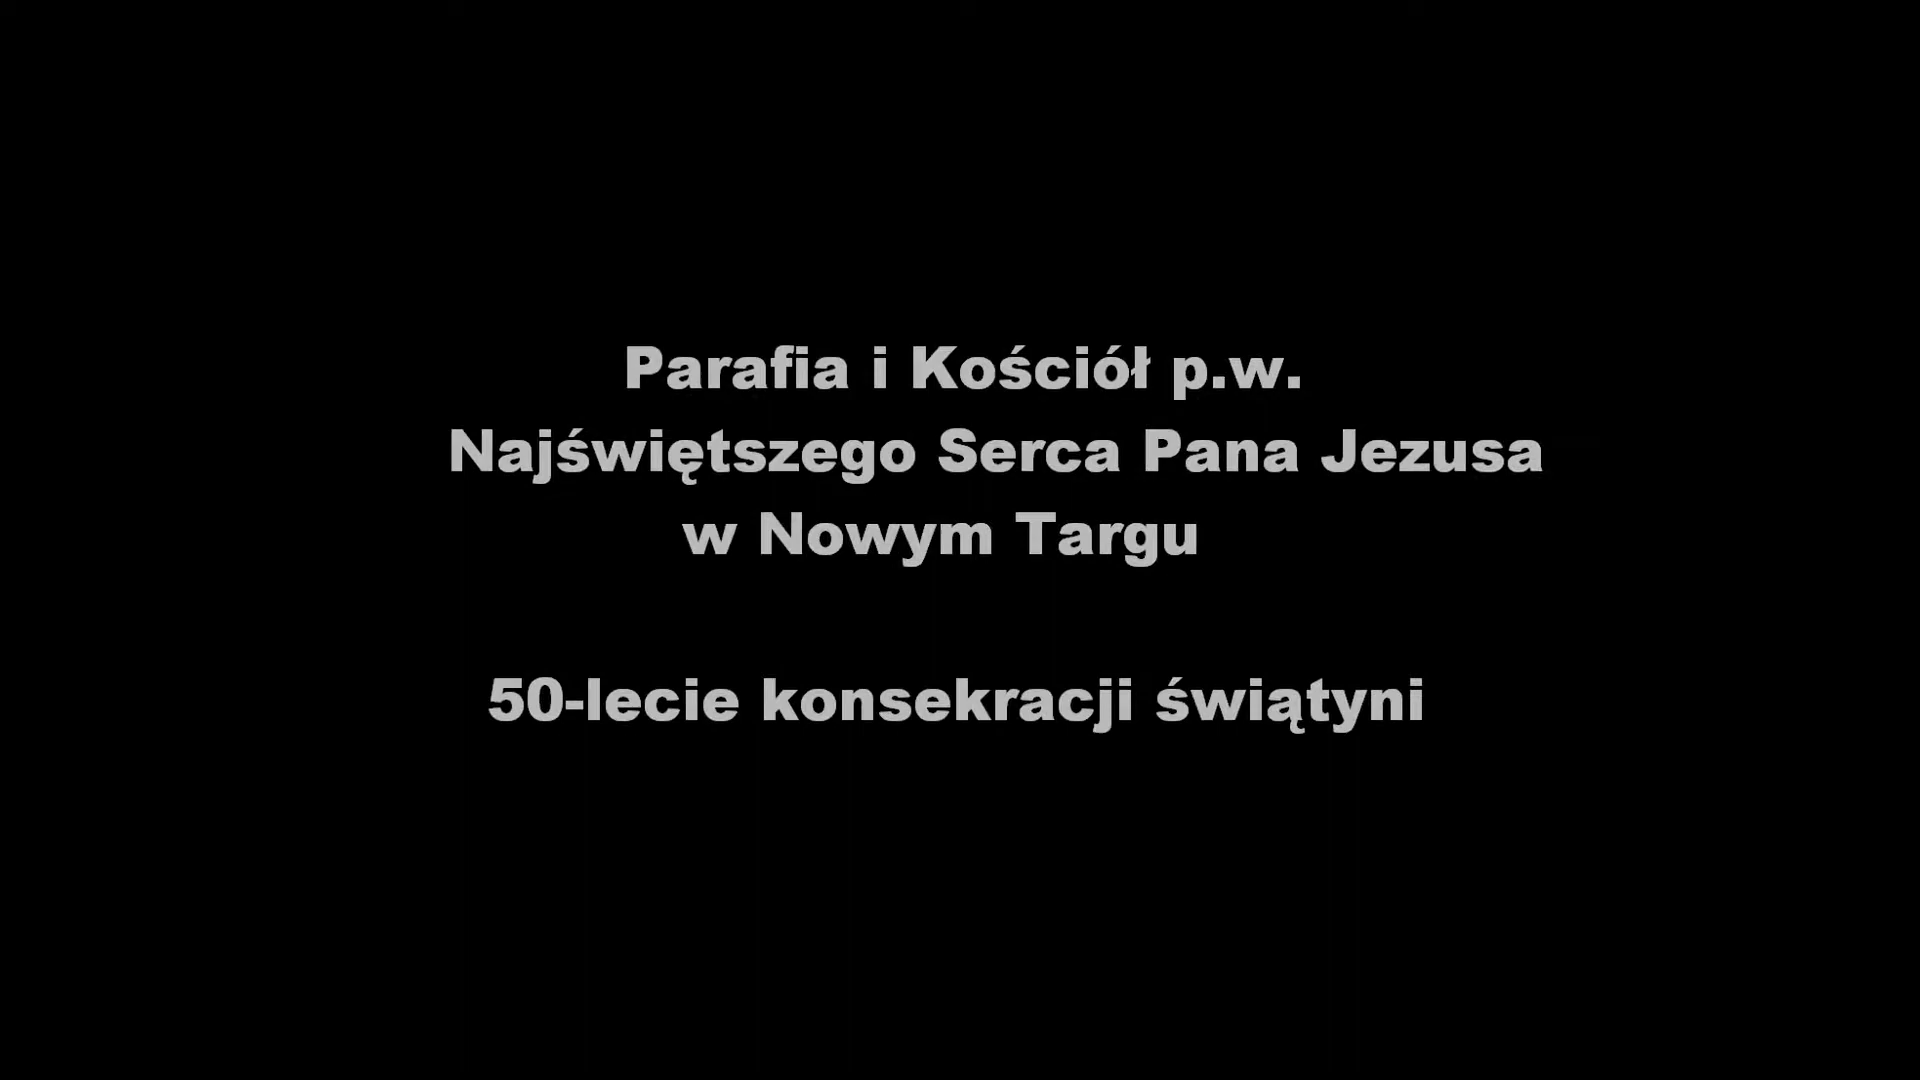 Parafia i Kościół p.w.
Najświętszego Serca Pana Jezusa
w Nowym Targu
50-lecie konsekracji świątyni